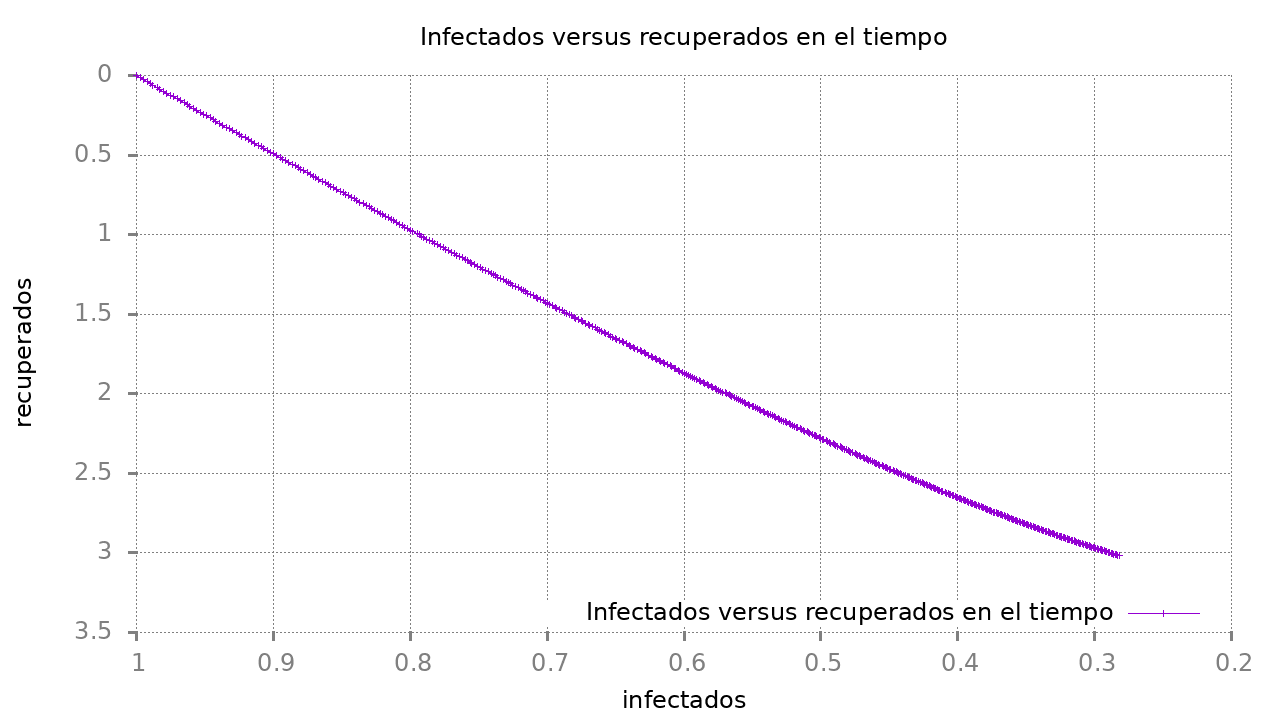 Infectados versus recuperados en el tiempo
0
0.5
1
1.5
2
2.5
3
3.5
recuperados
Infectados versus recuperados en el tiempo
1 0.9 0.8 0.7 0.6 0.5 0.4 0.3 0.2
infectados